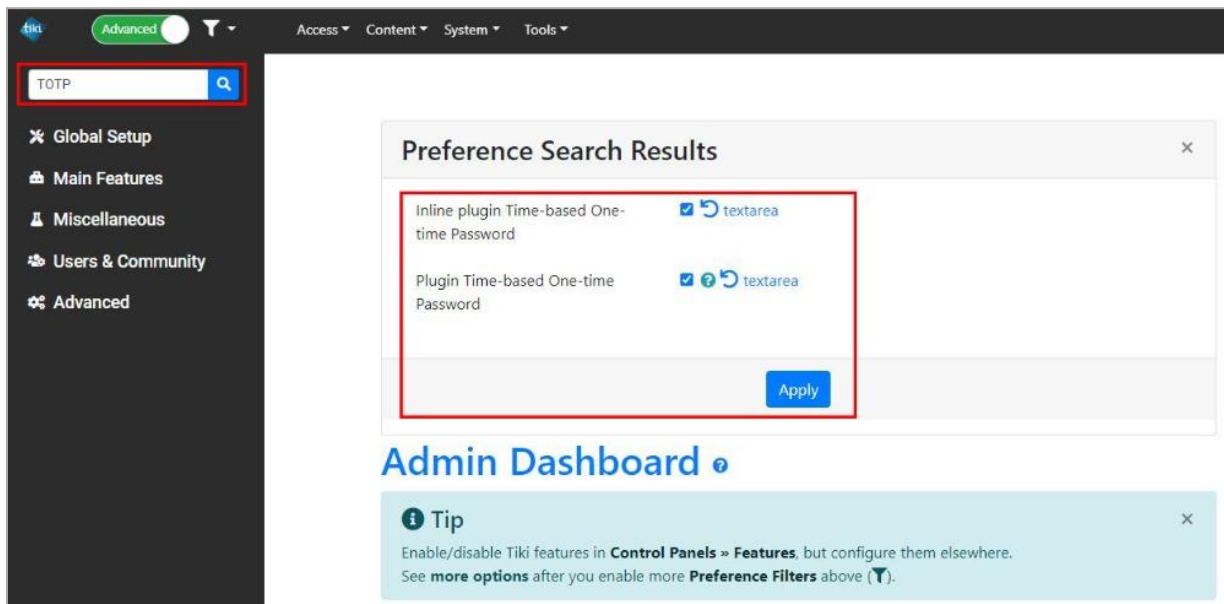 tiki
Advanced
Access Content System Tools
TOTP
Global Setup
Main Features
Miscellaneous
Users & Community
Advanced
Preference Search Results
×
Inline plugin Time-based One-
time Password
textarea
Plugin Time-based One-time
Password
? textarea
Apply
Admin Dashboard ?
Tip
×
Enable/disable Tiki features in Control Panels » Features, but configure them elsewhere.
See more options after you enable more Preference Filters above ( ).